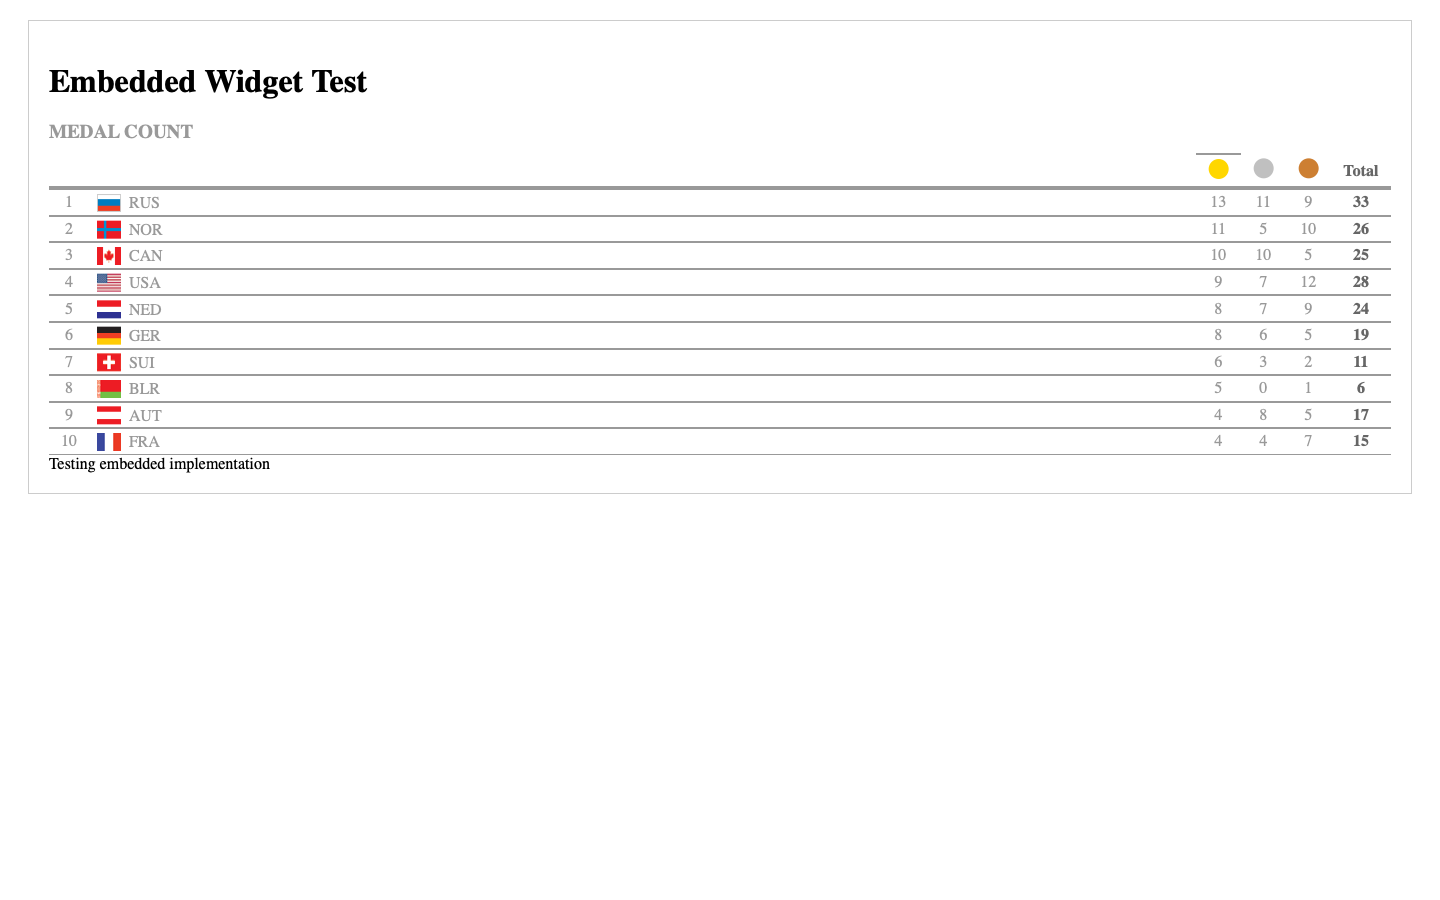 Embedded Widget Test
MEDAL COUNT
Total
1 RUS 13 11 9 33
2 NOR 11 5 10 26
3 CAN 10 10 5 25
4 USA 9 7 12 28
5 NED 8 7 9 24
6 GER 8 6 5 19
7 SUI 6 3 2 11
8 BLR 5 0 1 6
9 AUT 4 8 5 17
10 FRA 4 4 7 15
Testing embedded implementation